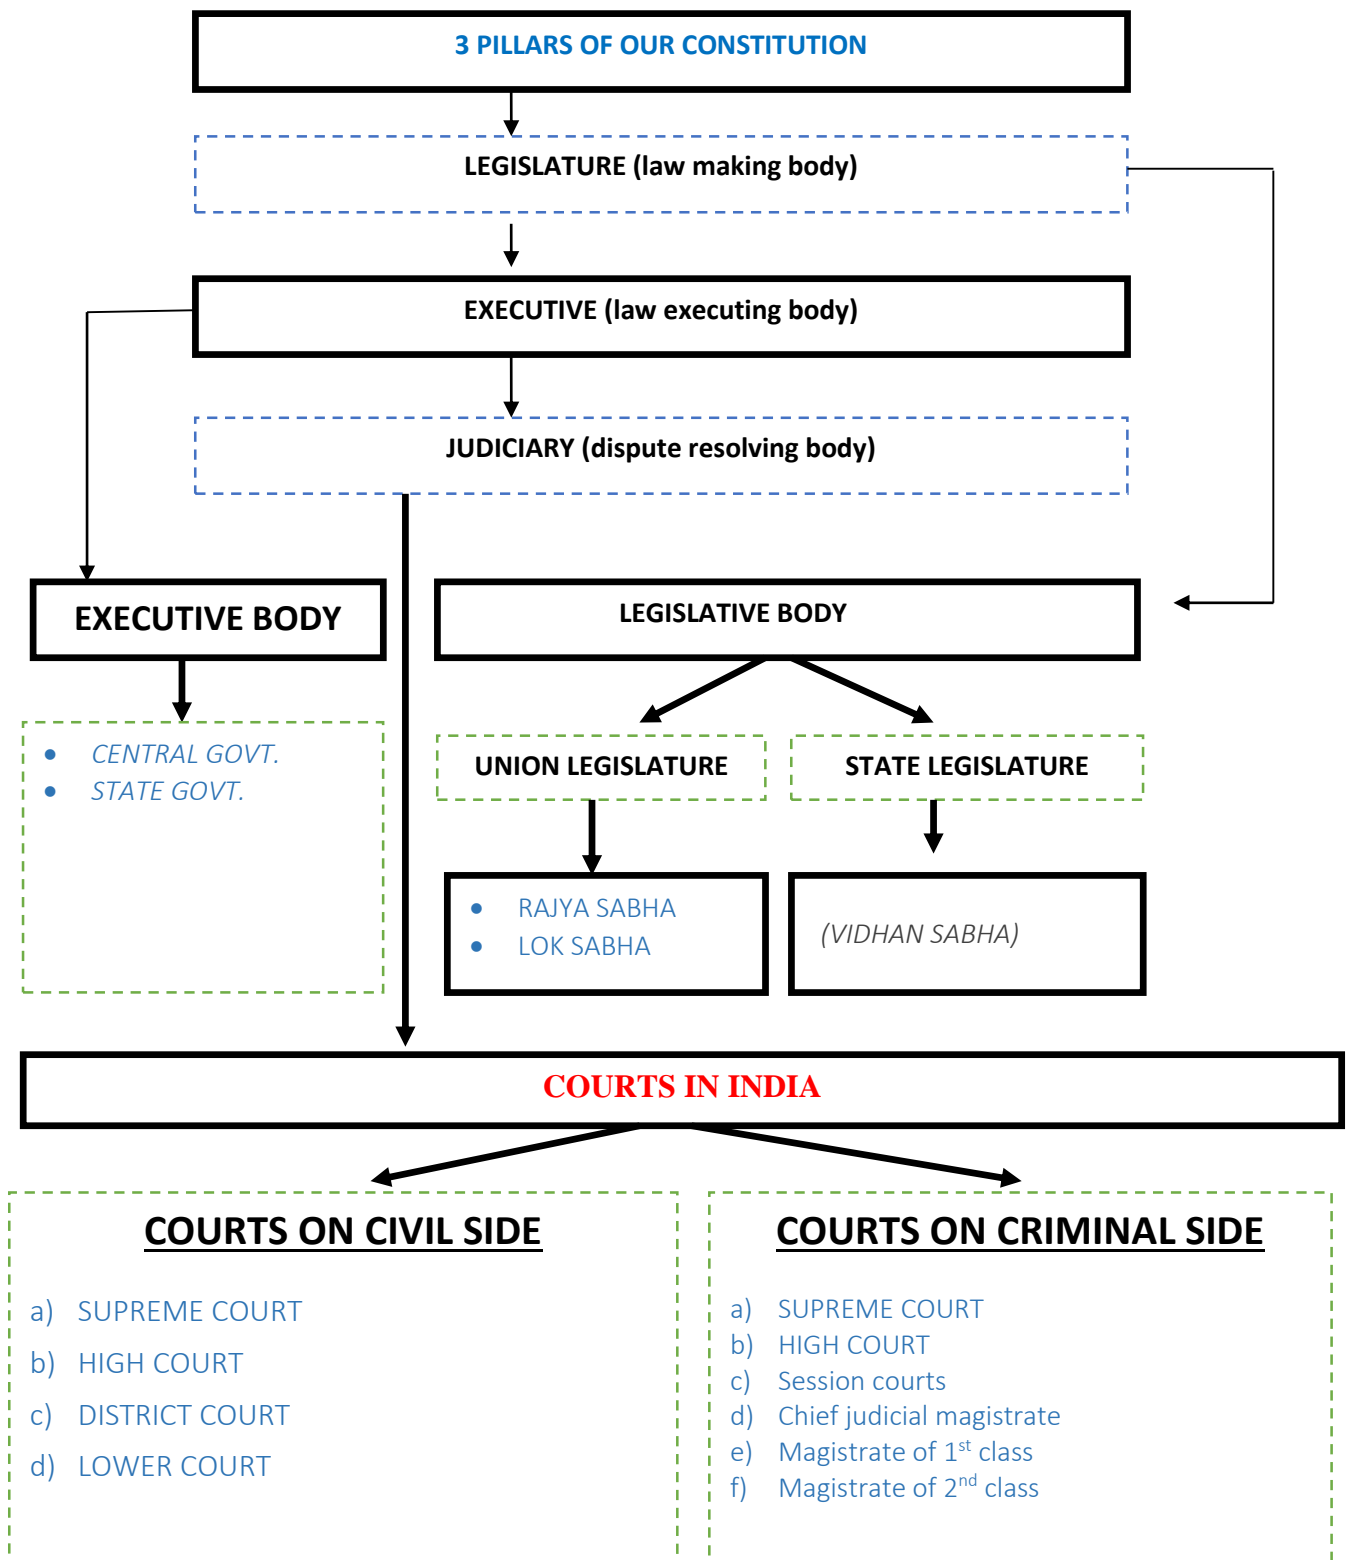 3 PILLARS OF OUR CONSTITUTION
LEGISLATURE (law making body)
EXECUTIVE (law executing body)
JUDICIARY (dispute resolving body)
EXECUTIVE BODY
• CENTRAL GOVT.
• STATE GOVT.
LEGISLATIVE BODY
UNION LEGISLATURE
STATE LEGISLATURE
• RAJYA SABHA
• LOK SABHA
(VIDHAN SABHA)
COURTS IN INDIA
COURTS ON CIVIL SIDE
a) SUPREME COURT
b) HIGH COURT
c) DISTRICT COURT
d) LOWER COURT
COURTS ON CRIMINAL SIDE
a) SUPREME COURT
b) HIGH COURT
c) Session courts
d) Chief judicial magistrate
e) Magistrate of 1st class
f) Magistrate of 2nd class